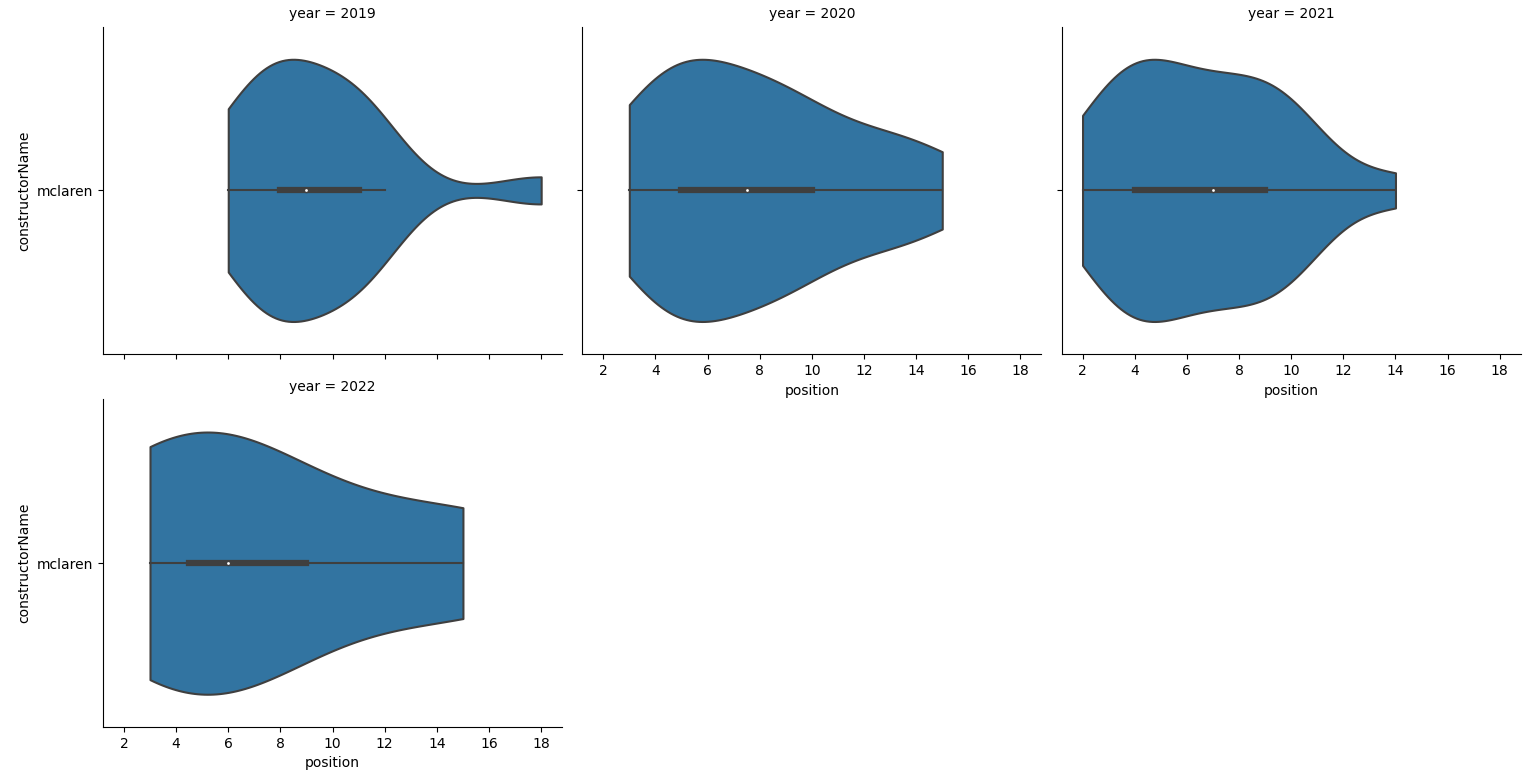 year = 2019
year = 2020
year = 2021
constructorName
mclaren
2 4 6 8 10 12 14 16 18
position
2 4 6 8 10 12 14 16 18
position
year = 2022
constructorName
mclaren
2 4 6 8 10 12 14 16 18
position